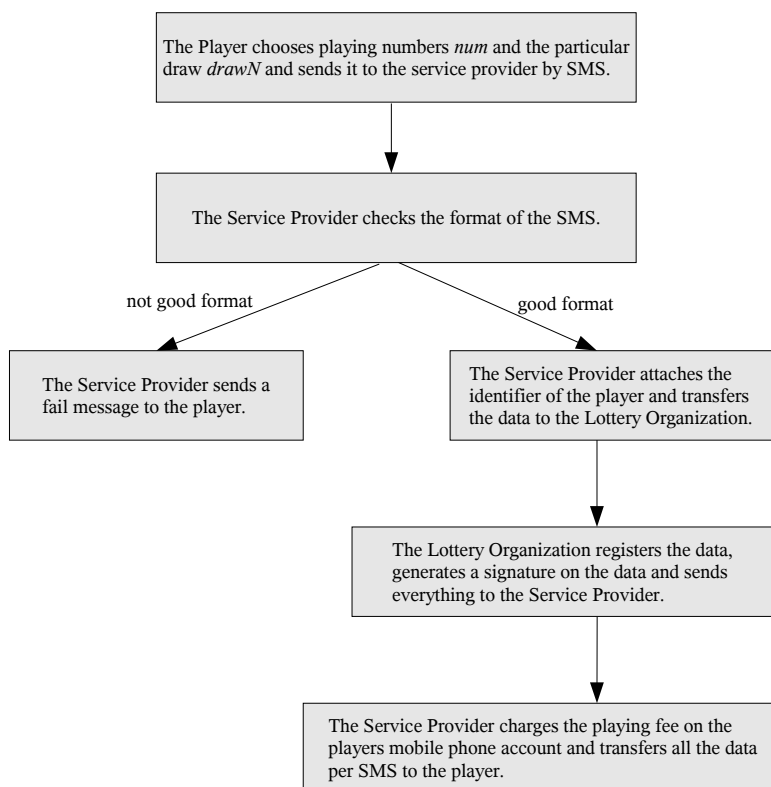 The Player chooses playing numbers num and the particular
draw drawN and sends it to the service provider by SMS.
The Service Provider checks the format of the SMS.
not good format
good format
The Service Provider sends a
fail message to the player.
The Service Provider attaches the
identifier of the player and transfers
the data to the Lottery Organization.
The Lottery Organization registers the data,
generates a signature on the data and sends
everything to the Service Provider.
The Service Provider charges the playing fee on the
players mobile phone account and transfers all the data
per SMS to the player.